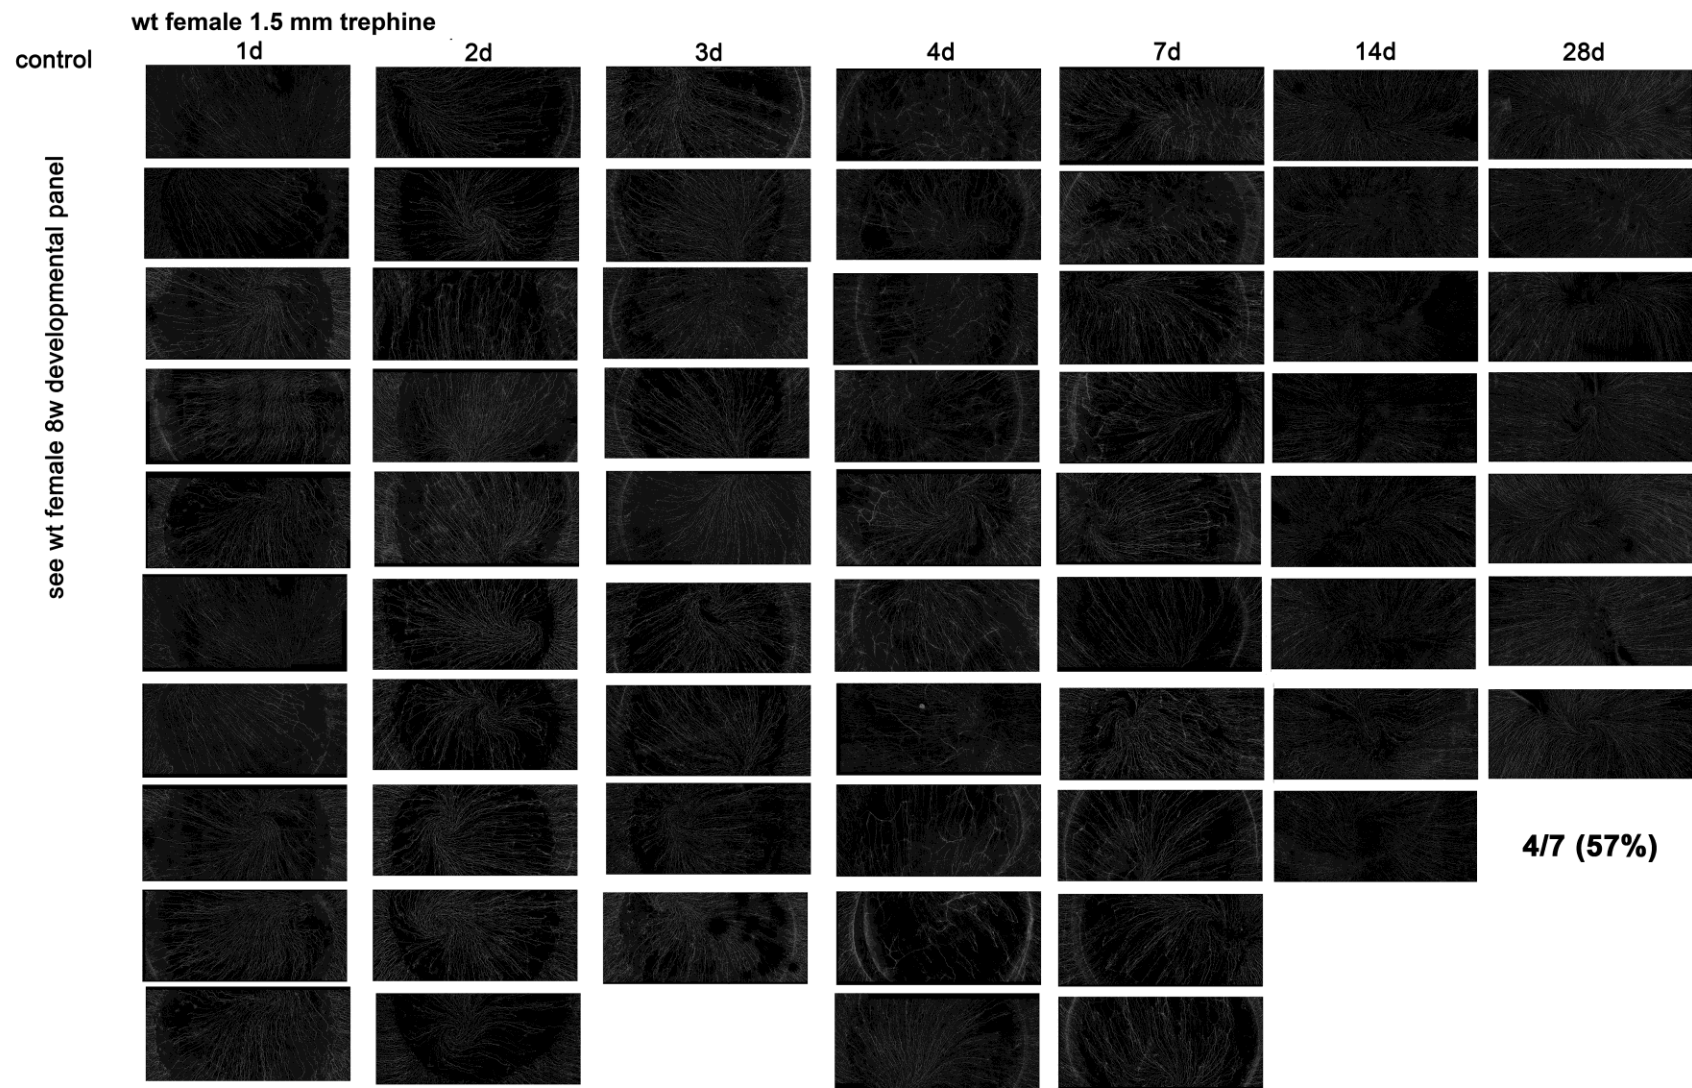 wt female 1.5 mm trephine
control
1d
2d
3d
4d
7d
14d
28d
see wt female 8w developmental panel
4/7 (57%)